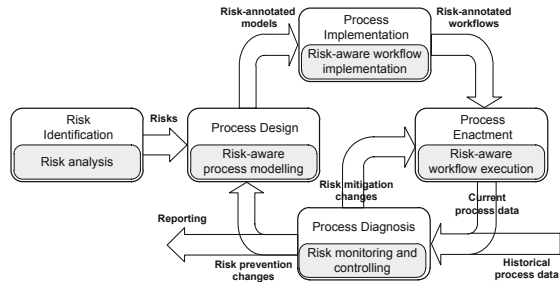 Risk-annotated
models
Process
Implementation
Risk-aware workflow
implementation
Risk-annotated
workflows
Risk
Identification
Risk analysis
Risks
Process Design
Risk-aware
process modelling
Process
Enactment
Risk-aware
workflow execution
Risk mitigation
changes
Current
process data
Reporting
Process Diagnosis
Risk monitoring and
controlling
Risk prevention
changes
Historical
process data